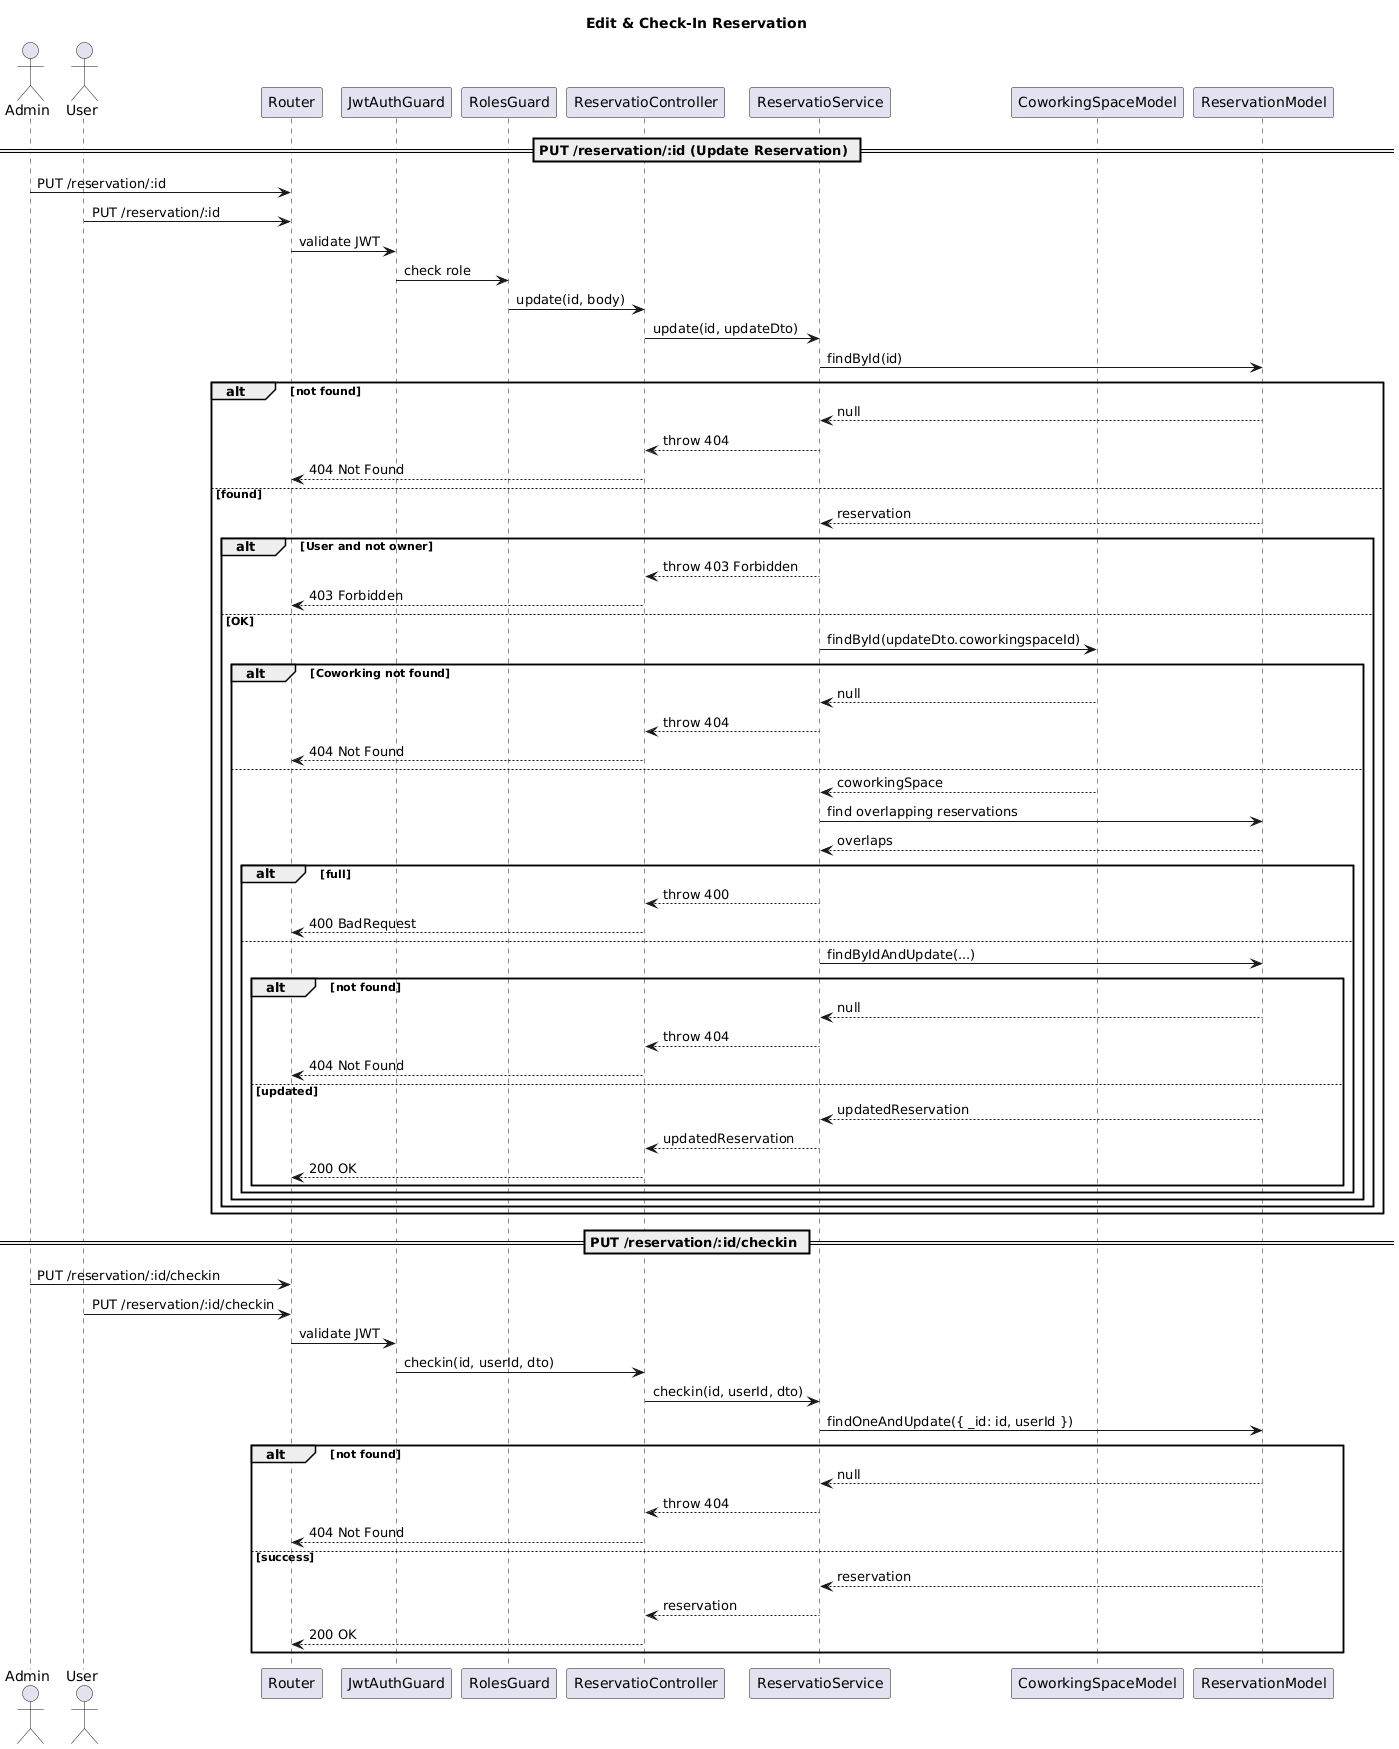 Edit & Check-In Reservation
Admin
User
Router
JwtAuthGuard
RolesGuard
ReservatioController
ReservatioService
CoworkingSpaceModel
ReservationModel
PUT /reservation/:id (Update Reservation)
PUT /reservation/:id
PUT /reservation/:id
validate JWT
check role
update(id, body)
update(id, updateDto)
findById(id)
alt [not found]
null
throw 404
404 Not Found
[found]
reservation
alt [User and not owner]
throw 403 Forbidden
403 Forbidden
[OK]
findById(updateDto.coworkingspaceId)
alt [Coworking not found]
null
throw 404
404 Not Found
coworkingSpace
find overlapping reservations
overlaps
alt [full]
throw 400
400 BadRequest
findByIdAndUpdate(...)
alt [not found]
null
throw 404
404 Not Found
[updated]
updatedReservation
updatedReservation
200 OK
PUT /reservation/:id/checkin
PUT /reservation/:id/checkin
PUT /reservation/:id/checkin
validate JWT
checkin(id, userId, dto)
checkin(id, userId, dto)
findOneAndUpdate({ _id: id, userId })
alt [not found]
null
throw 404
404 Not Found
[success]
reservation
reservation
200 OK
Admin
User
Router
JwtAuthGuard
RolesGuard
ReservatioController
ReservatioService
CoworkingSpaceModel
ReservationModel